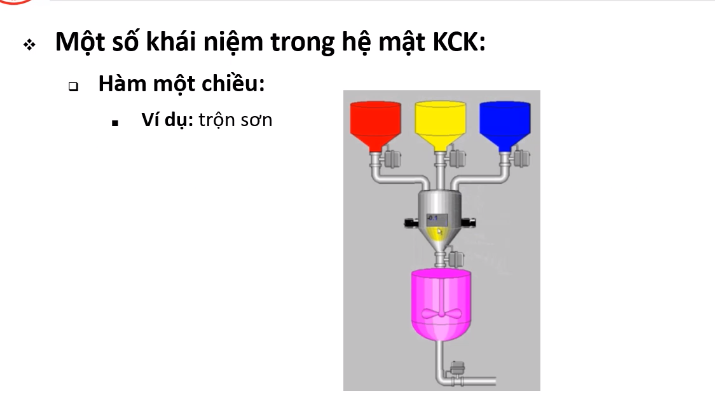 Một số khái niệm trong hệ mật KCK:
Hàm một chiều:
Ví dụ: trộn sơn